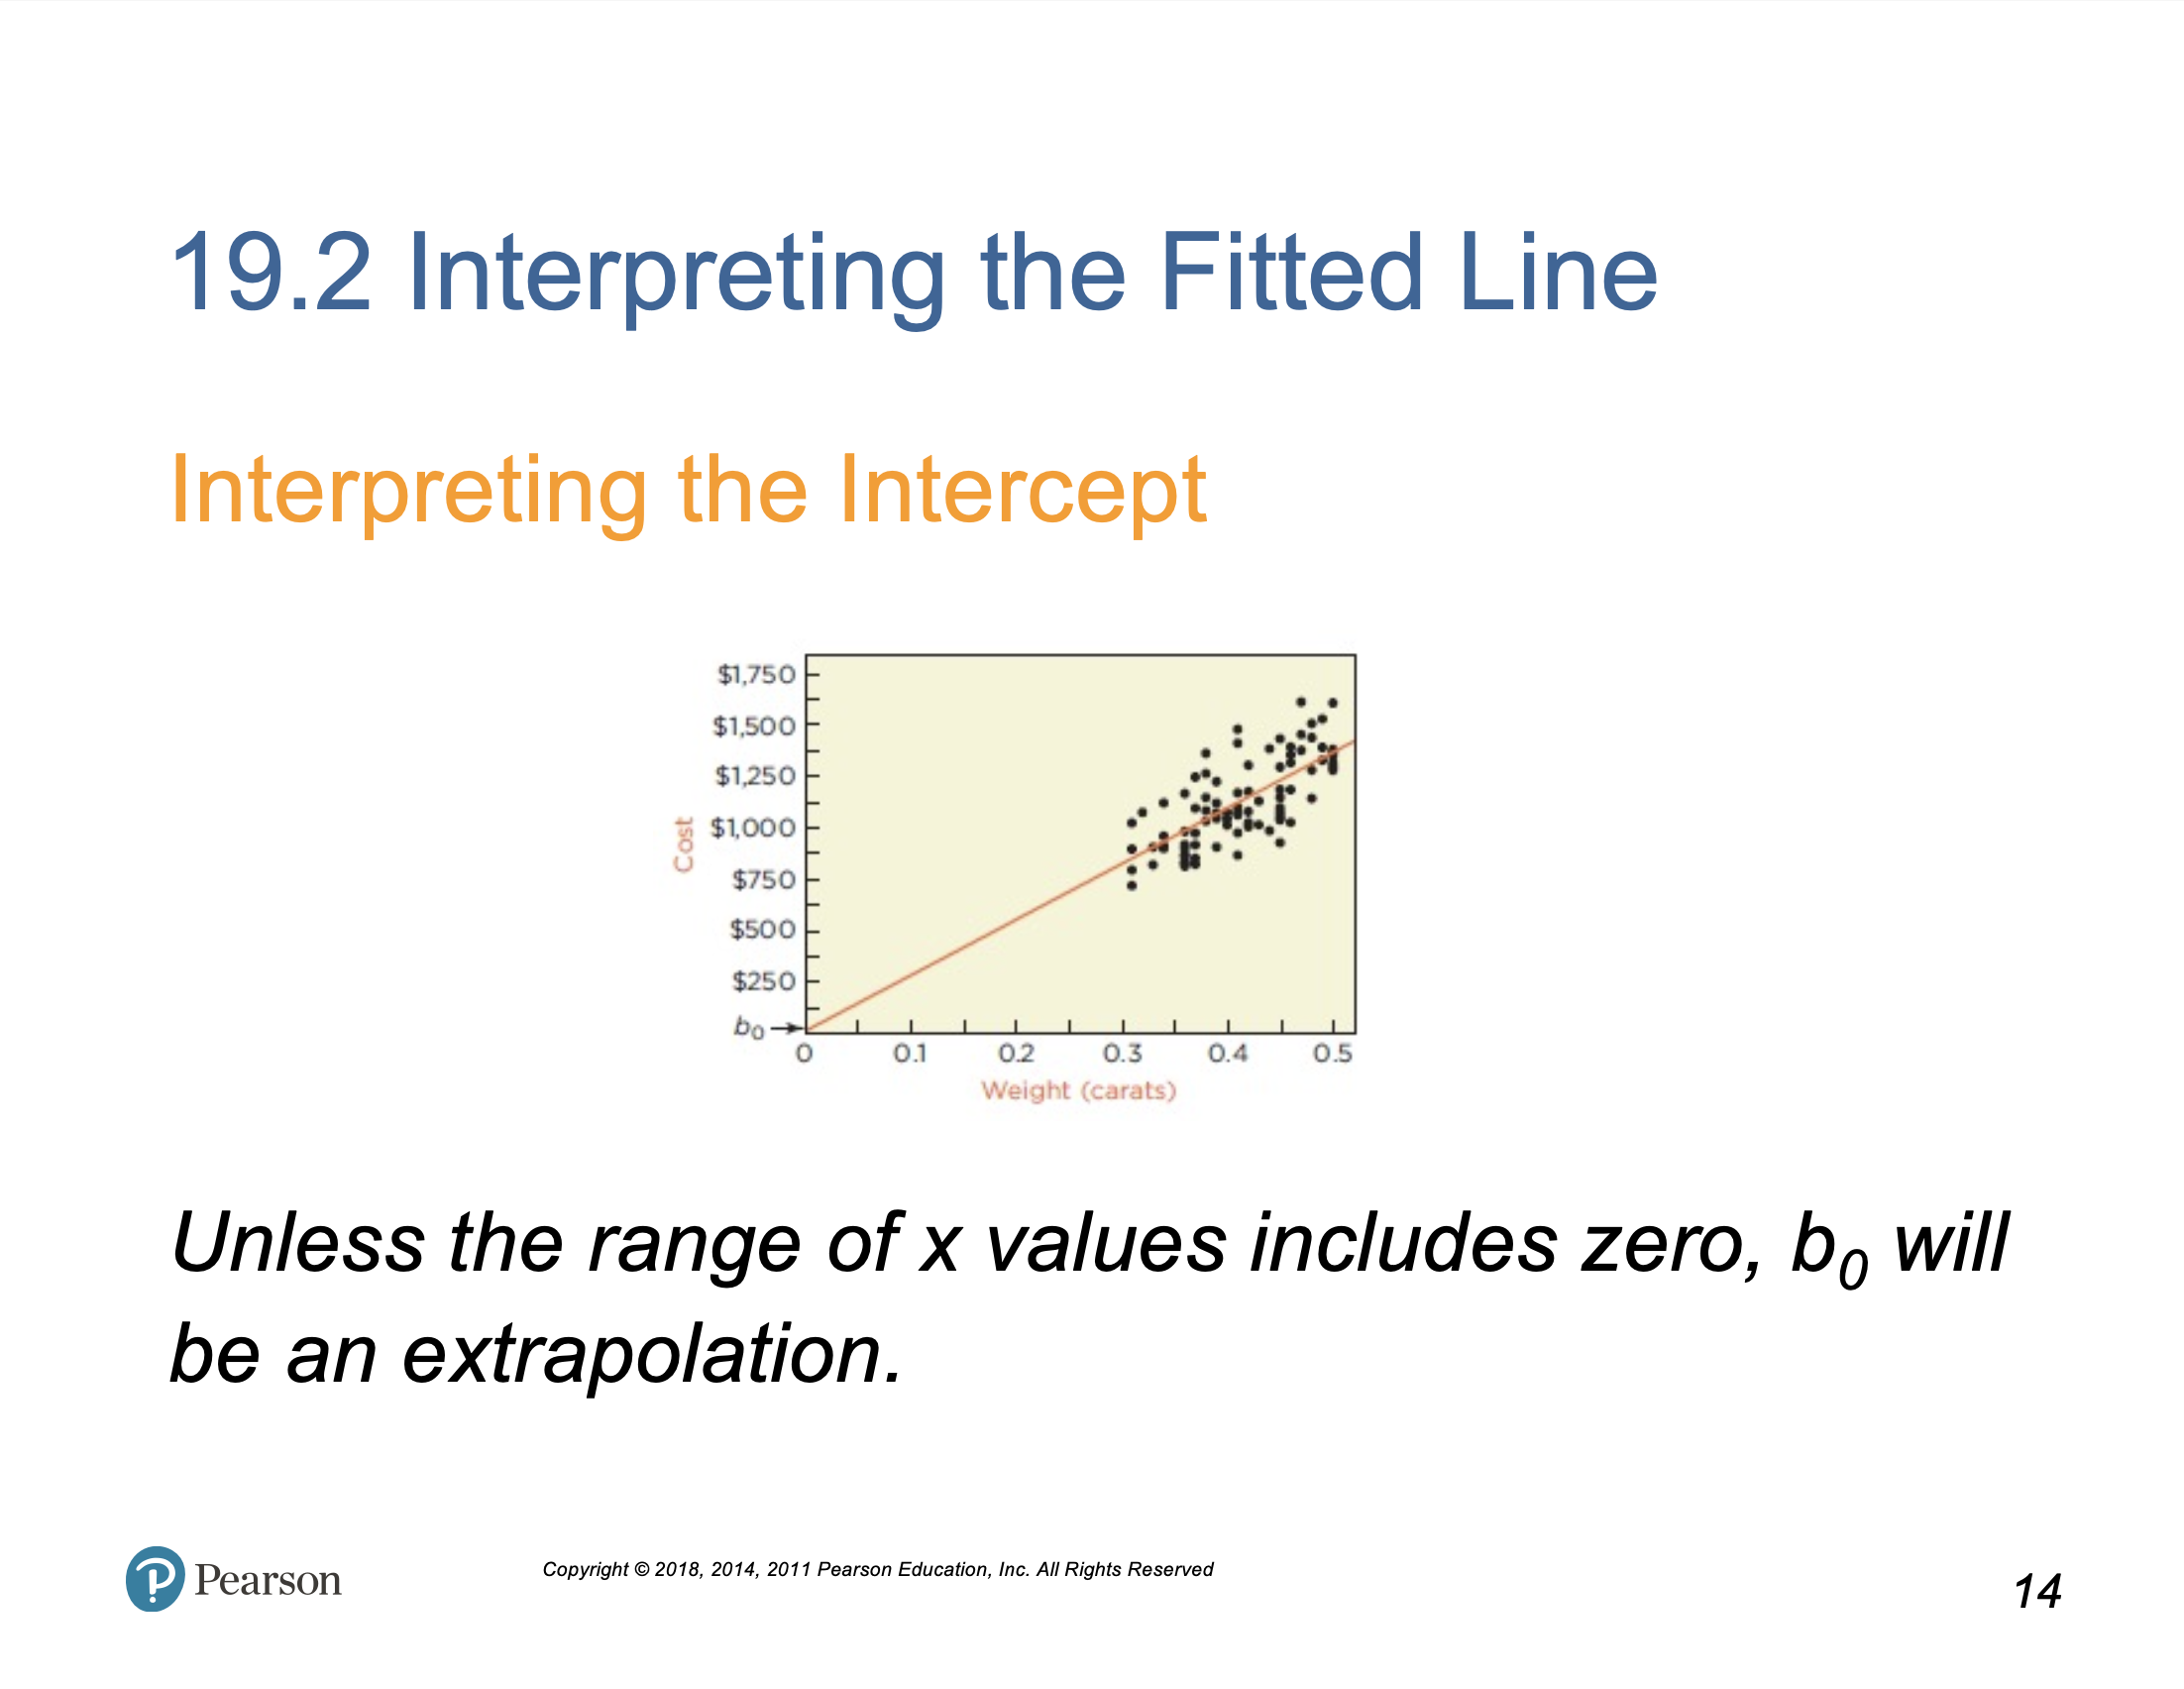 19.2 Interpreting the Fitted Line
Interpreting the Intercept
$1,750
$1,500
$1,250
$1,000
$750
$500
$250
b0
Cost
0 0.1 0.2 0.3 0.4 0.5
Weight (carats)
Unless the range of x values includes zero, b0 will
be an extrapolation.
Pearson
Copyright © 2018, 2014, 2011 Pearson Education, Inc. All Rights Reserved
14